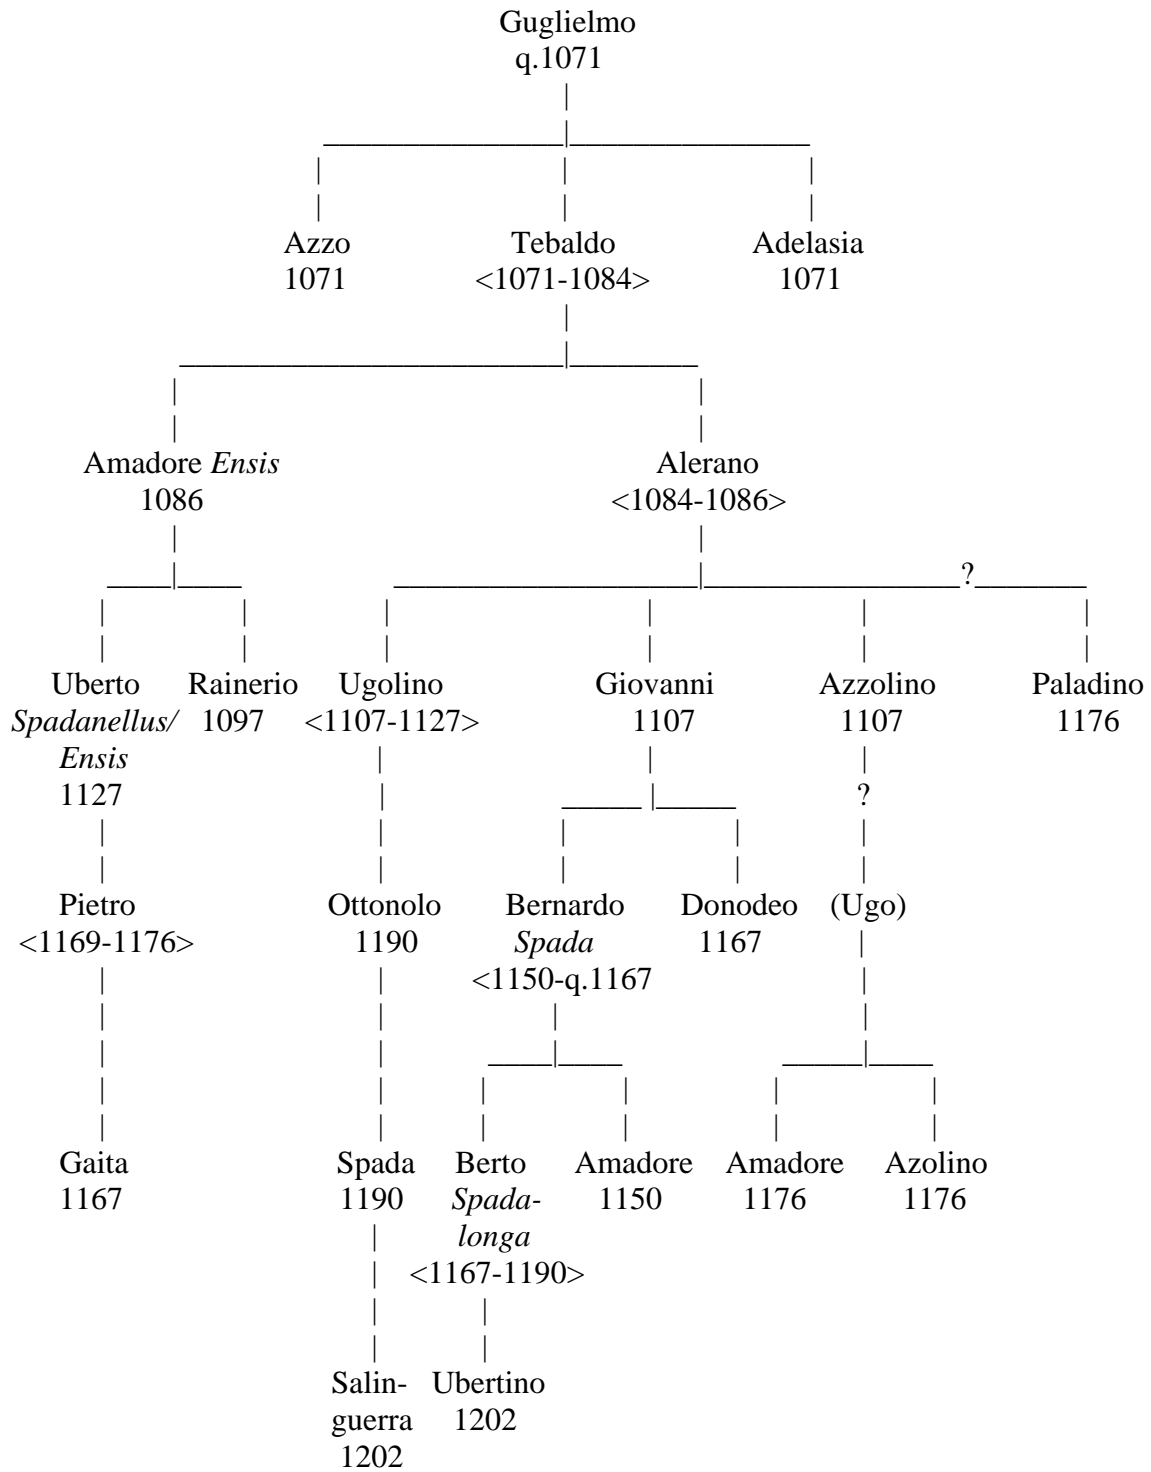 Guglielmo
q.1071
Azzo Tebaldo Adelasia
1071 <1071-1084> 1071
Amadore Ensis Alerano
1086 <1084-1086>
?
Uberto Rainerio Ugolino Giovanni Azzolino Paladino
Spadanellus/ 1097 <1107-1127> 1107 1107 1176
Ensis
1127 ?
Pietro Ottonolo Bernardo Donodeo (Ugo)
<1169-1176> 1190 Spada 1167
<1150-q.1167
Gaita Spada Berto Amadore Amadore Azolino
1167 1190 Spada- 1150 1176 1176
longa
<1167-1190>
Salin- Ubertino
guerra 1202
1202